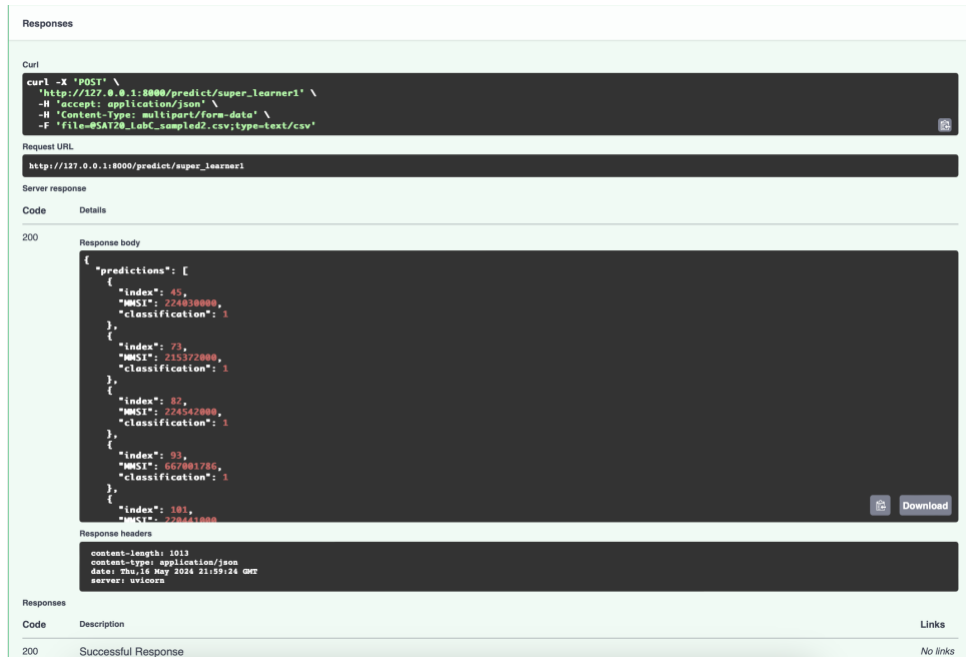 Responses
Curl
curl -X 'POST' \
'http://127.0.0.1:8000/predict/super_learner1' \
-H 'accept: application/json' \
-H 'Content-Type: multipart/form-data' \
-F 'file=@SAT20_LabC_sampled2.csv;type=text/csv'
Request URL
http://127.0.0.1:8000/predict/super_learner1
Server response
Code Details
200
Response body
{
"predictions": [
{
"index": 45,
"MMSI": 224030000,
"classification": 1
},
{
"index": 73,
"MMSI": 215372000,
"classification": 1
},
{
"index": 82,
"MMSI": 224542000,
"classification": 1
},
{
"index": 93,
"MMSI": 667001786,
"classification": 1
},
{
"index": 101,
"MMSI": 220441000
Download
Response headers
content-length: 1013
content-type: application/json
date: Thu,16 May 2024 21:59:24 GMT
server: uvicorn
Responses
Code Description Links
200 Successful Response No links